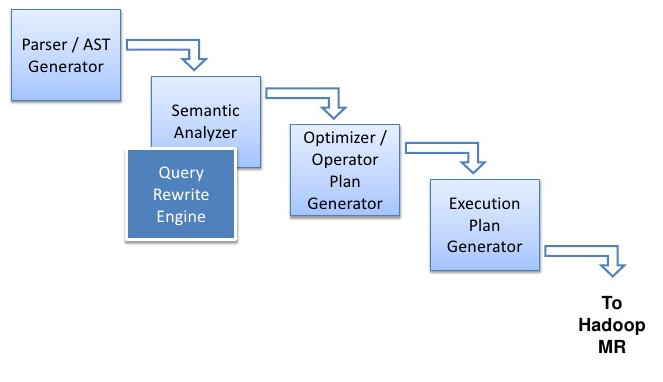 Parser / AST
Generator
Semantic
Analyzer
Query
Rewrite
Engine
Optimizer /
Operator
Plan
Generator
Execution
Plan
Generator
To
Hadoop
MR